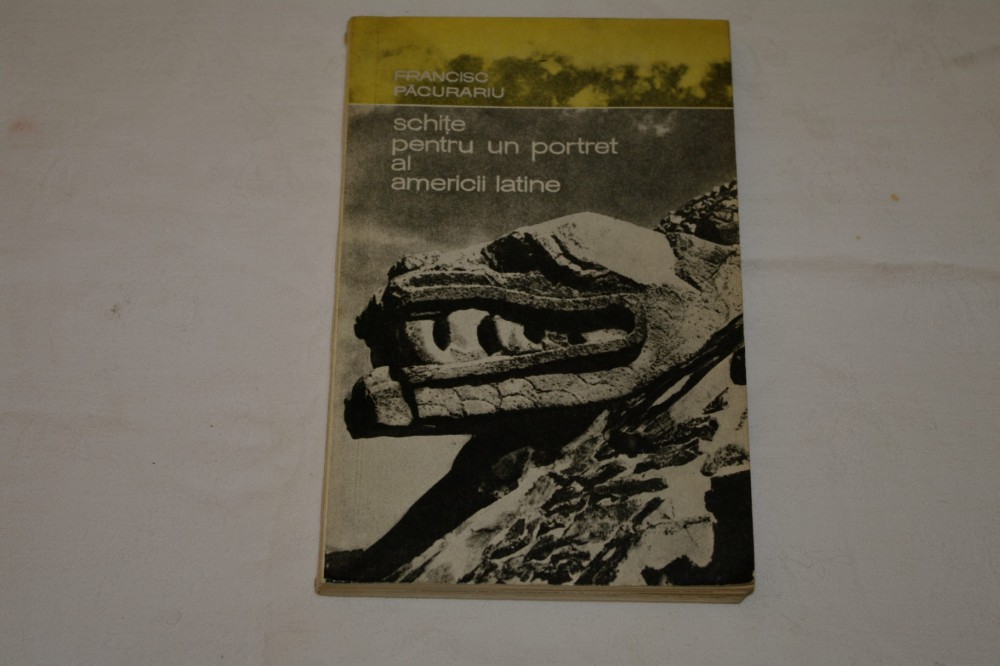 FRANCISC
PĂCURARIU
schițe
pentru un portret
al
americii latine